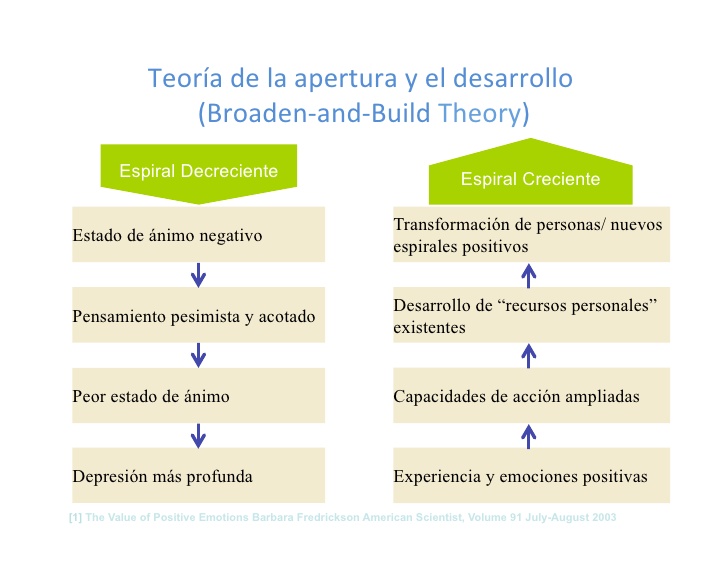 Teoría de la apertura y el desarrollo
(Broaden-and-Build Theory)
Espiral Decreciente
Estado de ánimo negativo
Pensamiento pesimista y acotado
Peor estado de ánimo
Depresión más profunda
Espiral Creciente
Transformación de personas/ nuevos
espirales positivos
Desarrollo de “recursos personales”
existentes
Capacidades de acción ampliadas
Experiencia y emociones positivas
[1] The Value of Positive Emotions Barbara Fredrickson American Scientist, Volume 91 July-August 2003